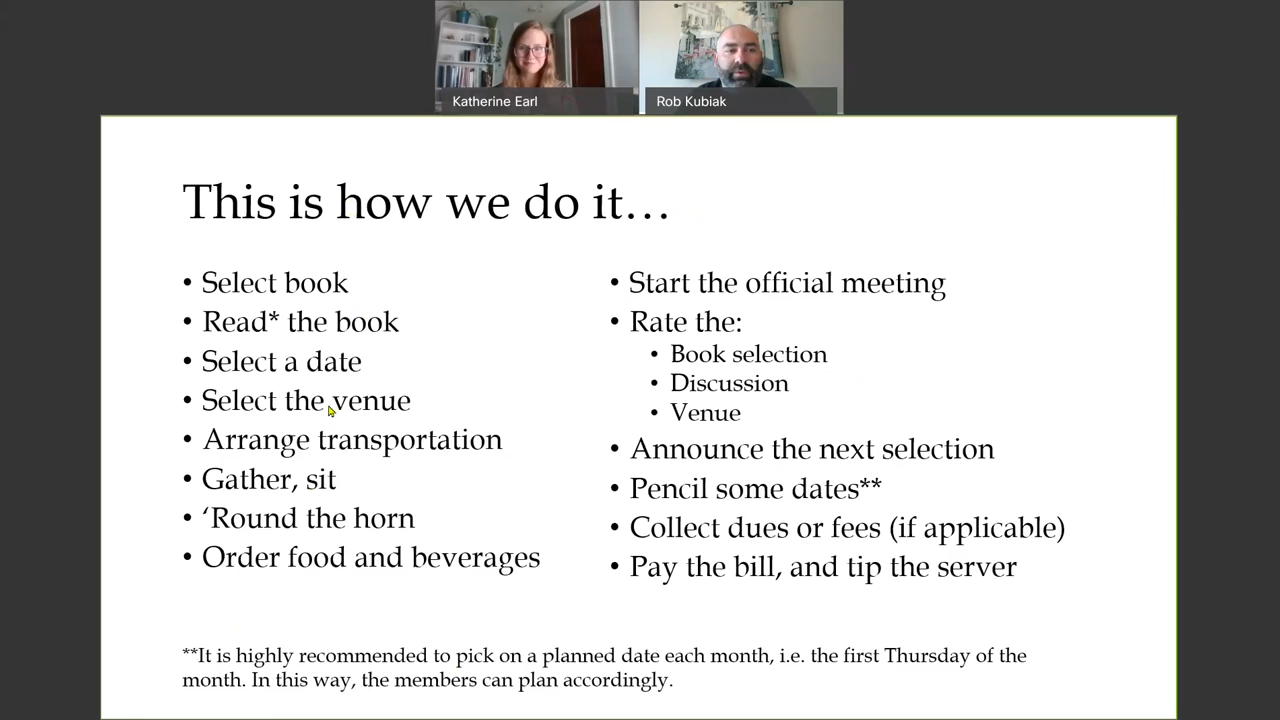 Katherine Earl
Rob Kubiak
This is how we do it…
• Select book
• Read* the book
• Select a date
• Select the venue
• Arrange transportation
• Gather, sit
• ‘Round the horn
• Order food and beverages
• Start the official meeting
• Rate the:
• Book selection
• Discussion
• Venue
• Announce the next selection
• Pencil some dates**
• Collect dues or fees (if applicable)
• Pay the bill, and tip the server
**It is highly recommended to pick on a planned date each month, i.e. the first Thursday of the
month. In this way, the members can plan accordingly.